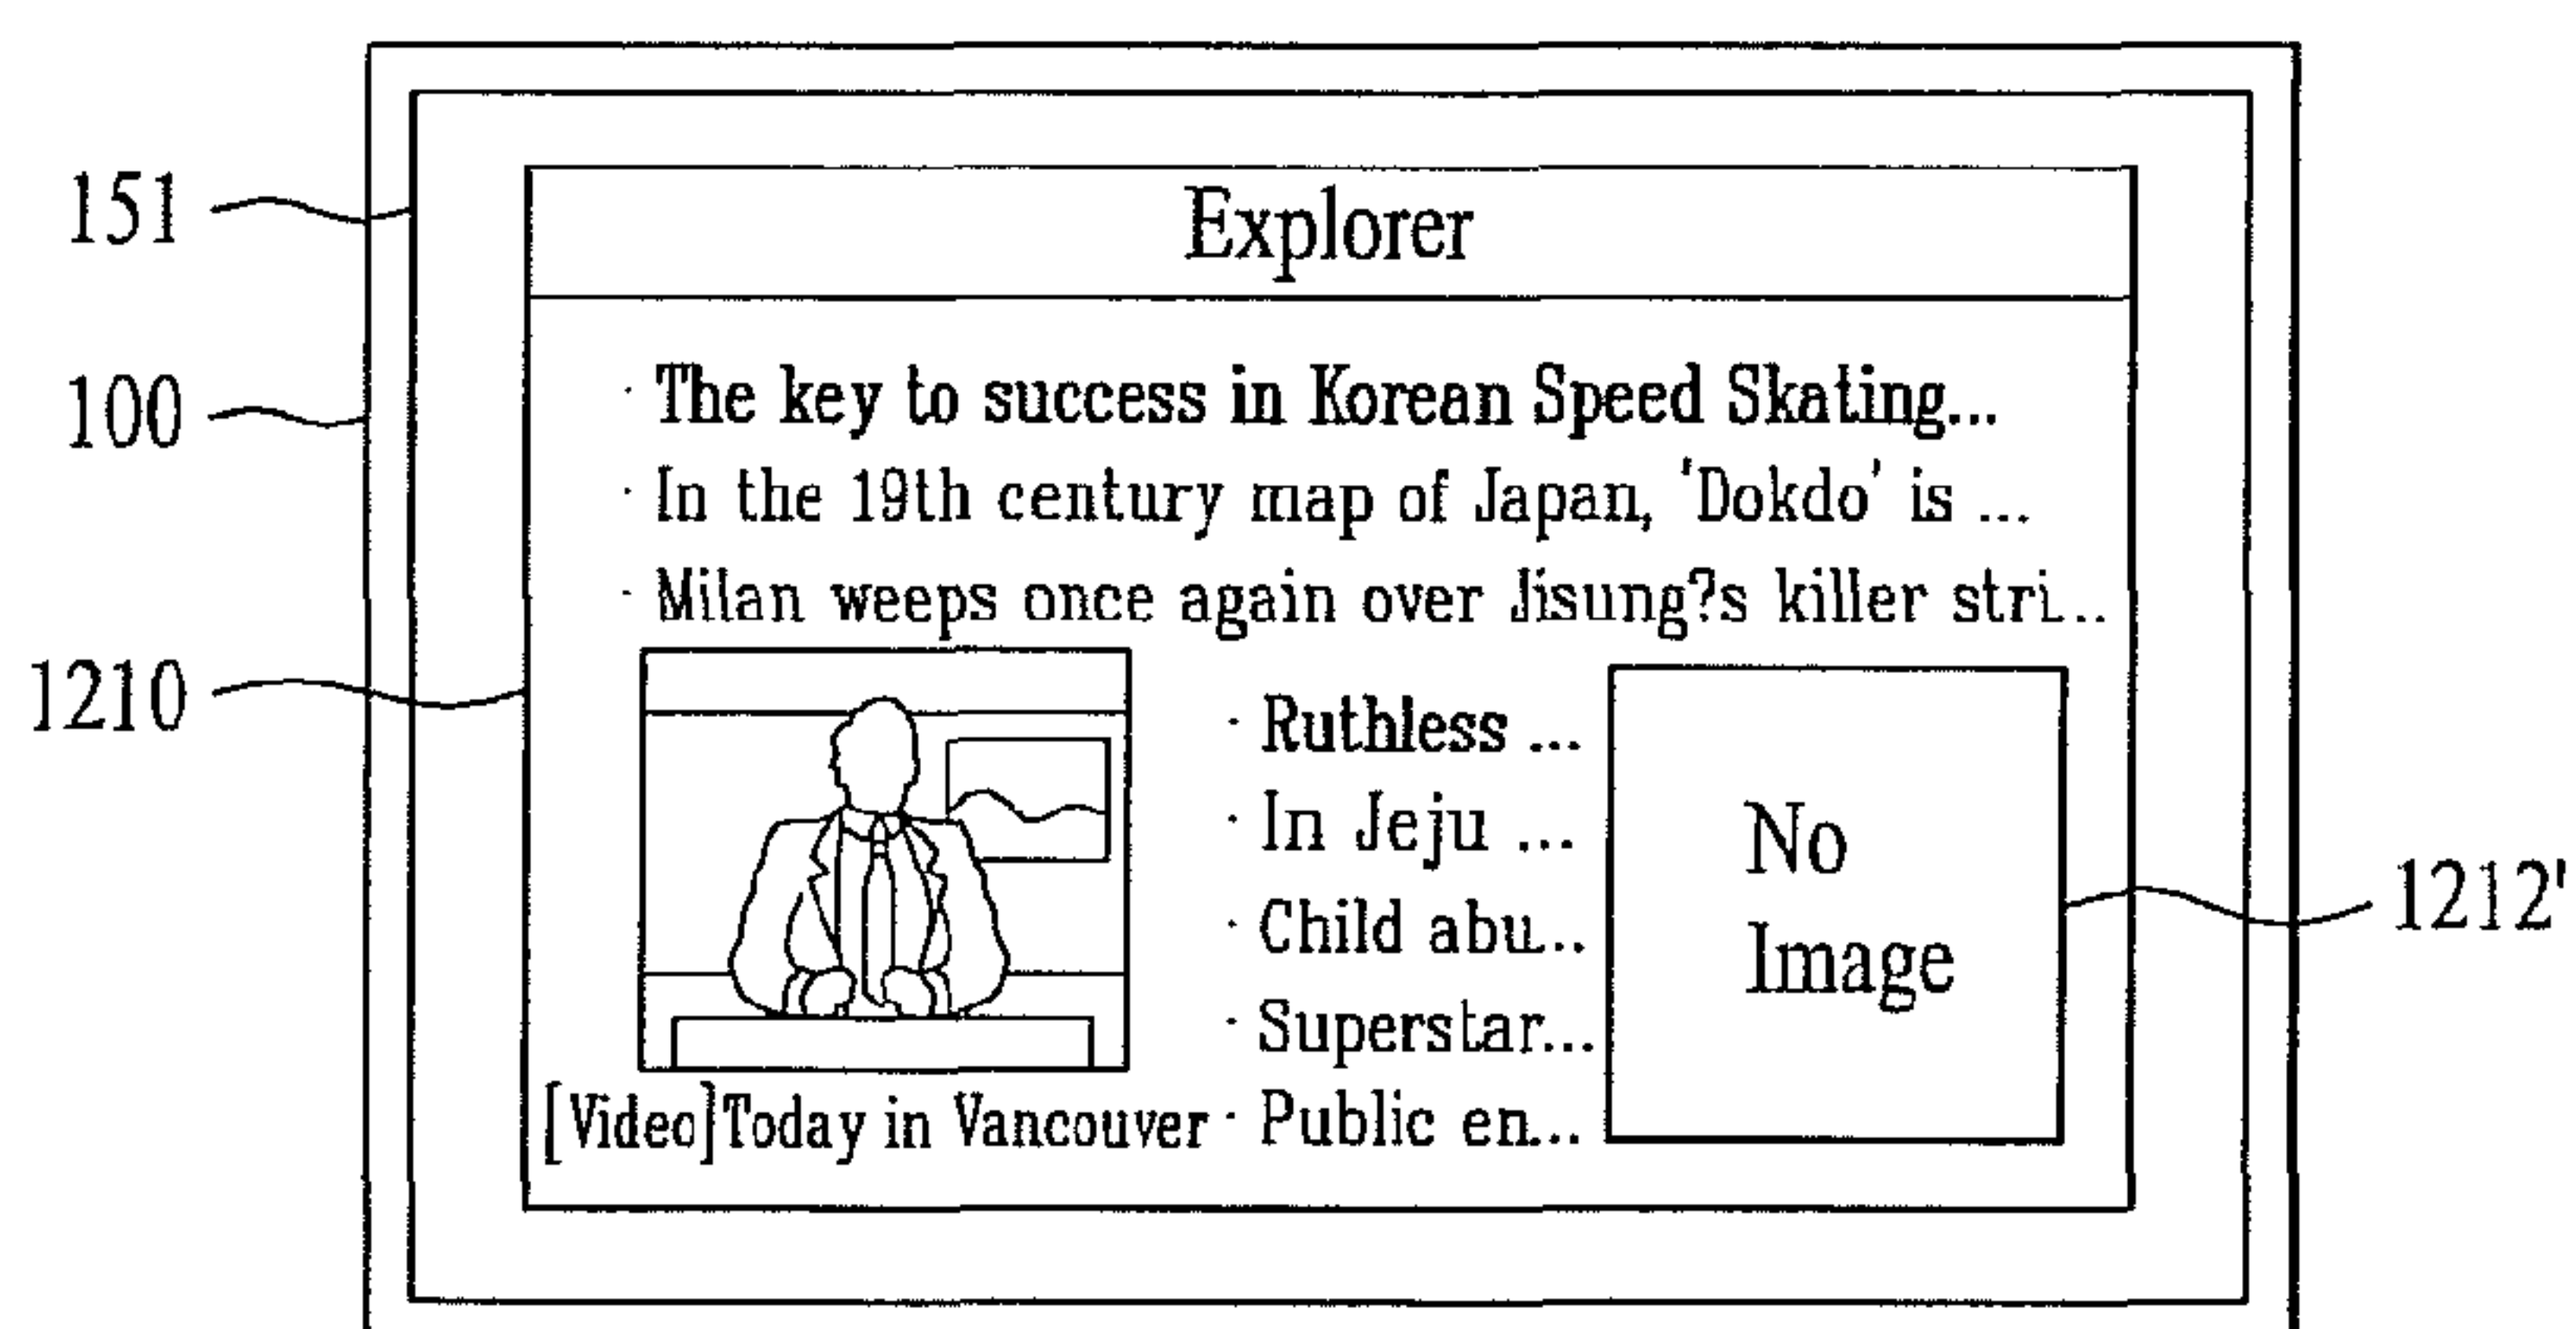 Explorer
151
100
· The key to success in Korean Speed Skating...
· In the 19th century map of Japan, 'Dokdo' is ...
· Milan weeps once again over Jisung?s killer stri...
1210
· Ruthless ...
· In Jeju ...
· Child abu...
· Superstar...
· Public en...
No
Image
1212'
[Video]Today in Vancouver